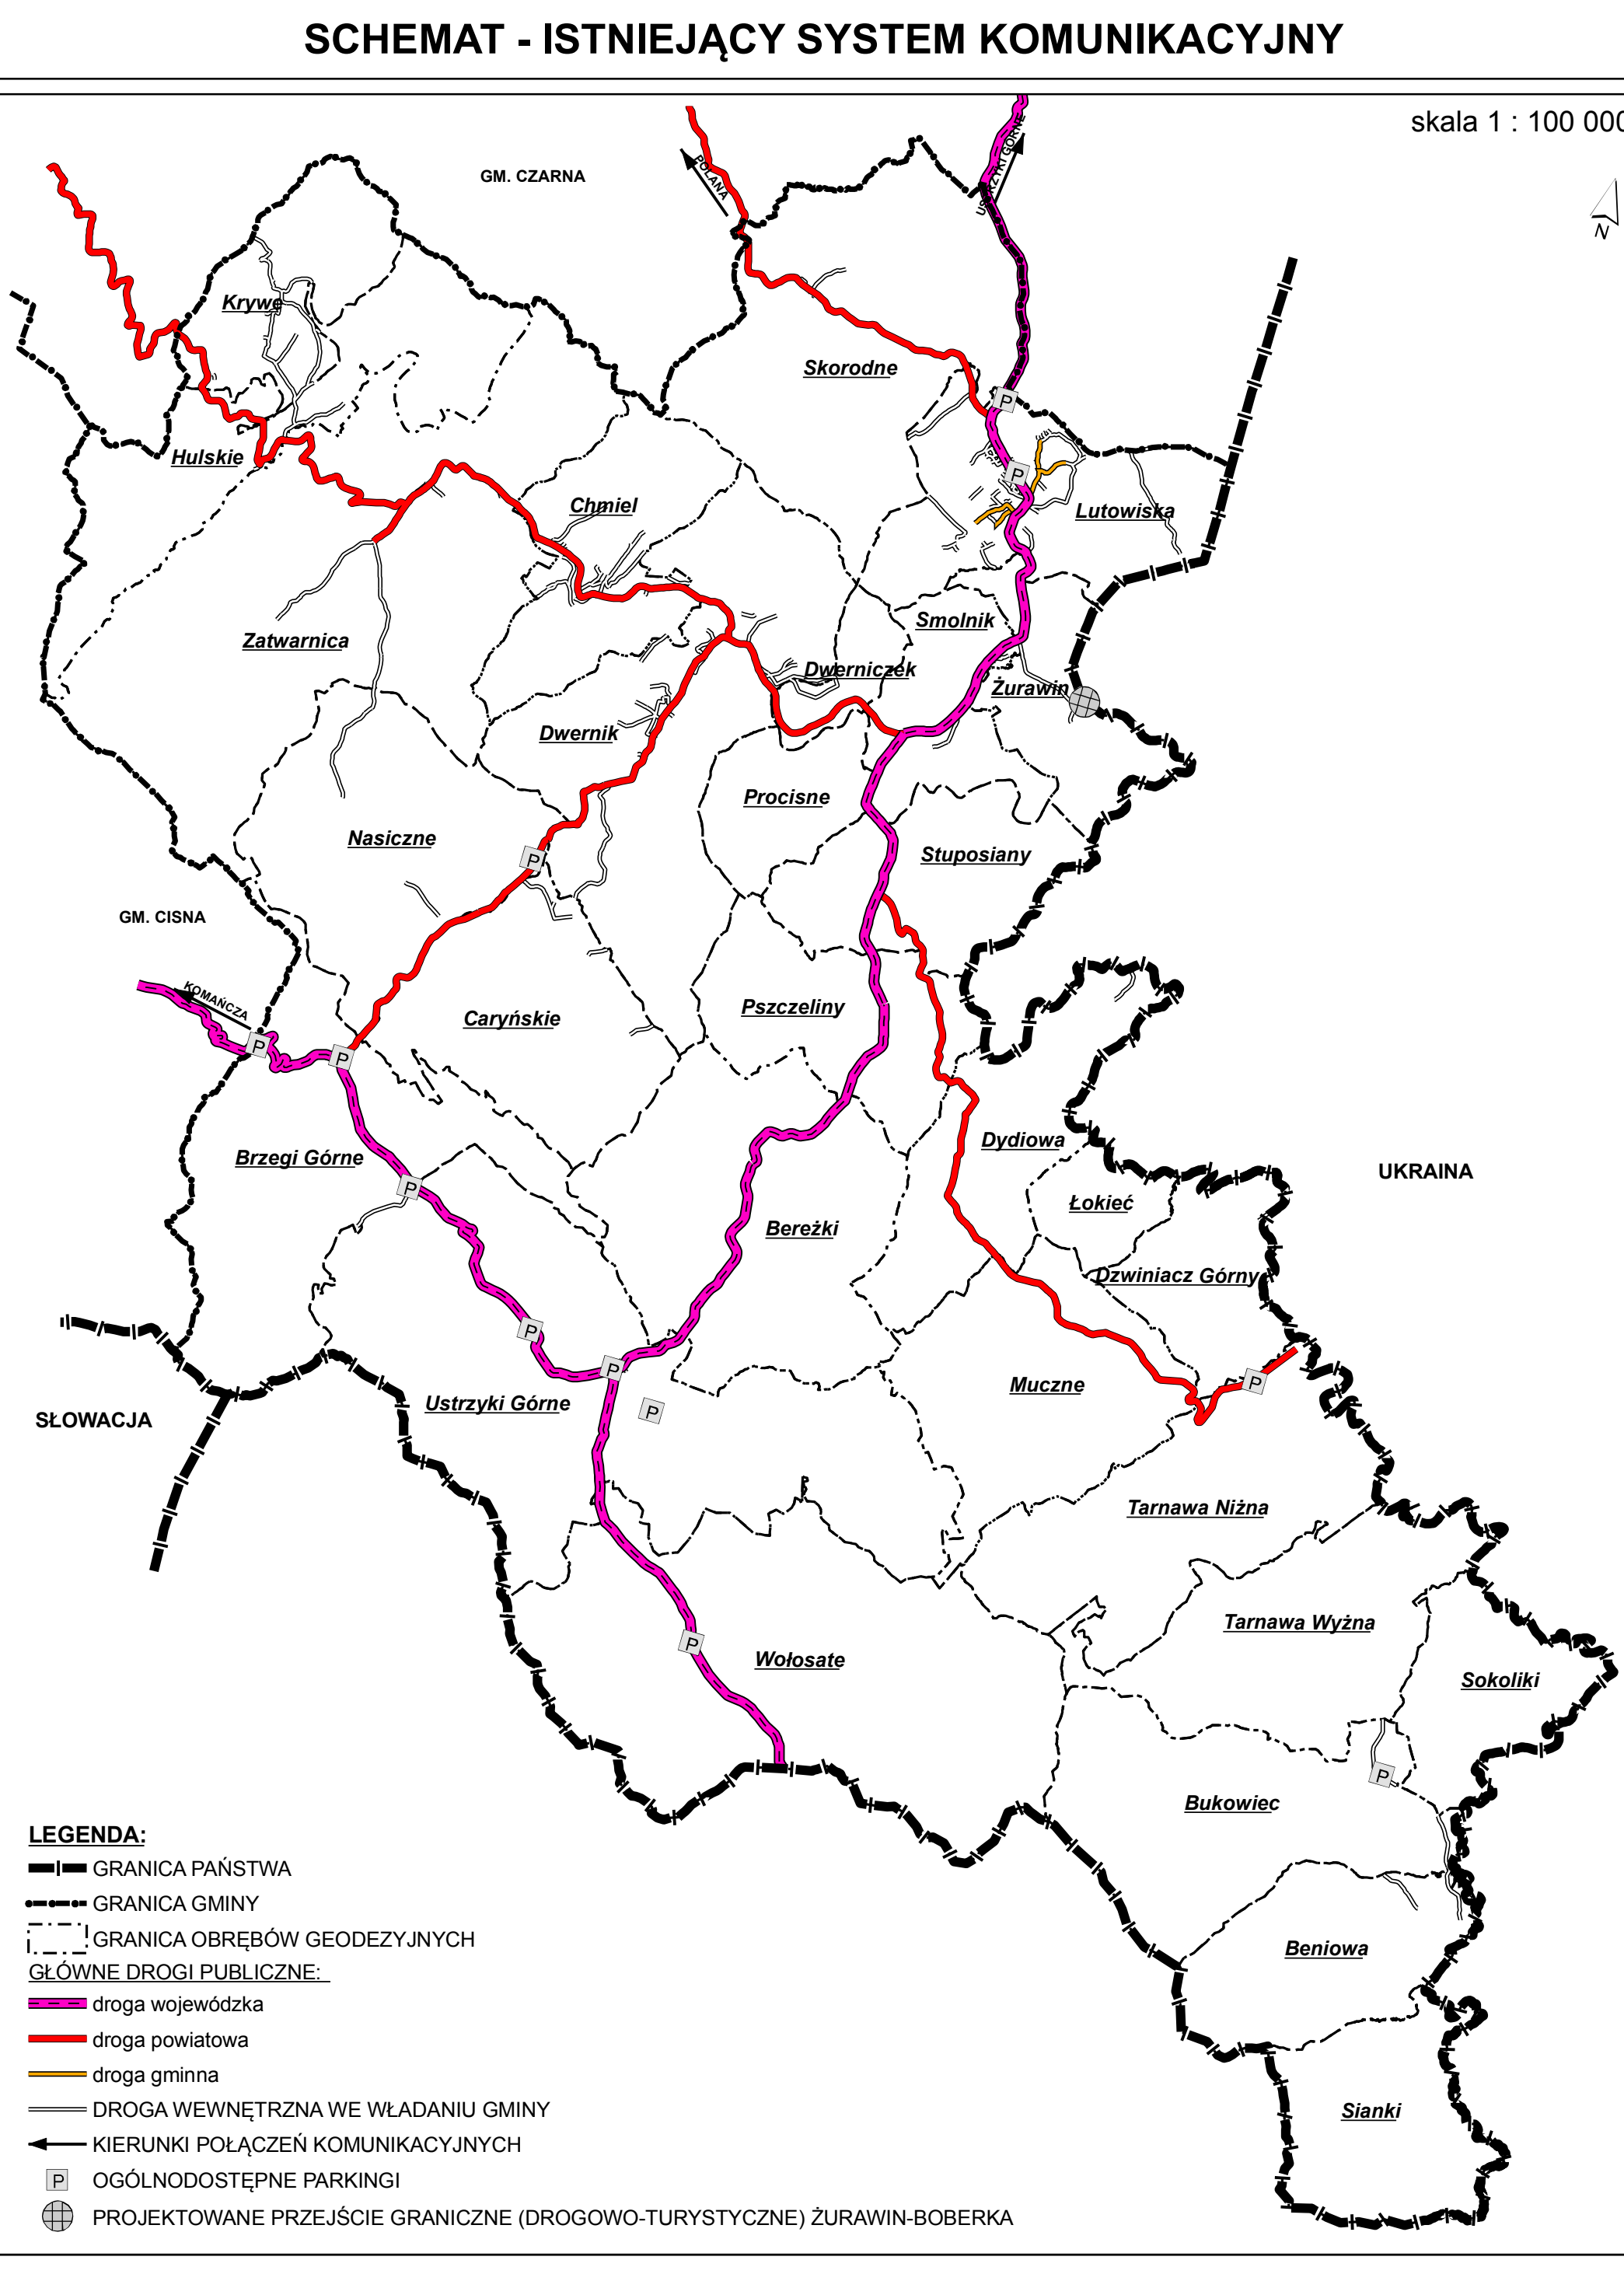 SCHEMAT - ISTNIEJĄCY SYSTEM KOMUNIKACYJNY
skala 1 : 100 000
N
GM. CZARNA
POLANA
USTRZYKI GÓRNE
Krywe
Skorodne
P
Hulskie
P
Chmiel
Lutowiska
Smolnik
Zatwarnica
Dwerniczek
Żurawin
Dwernik
Procisne
Nasiczne
Stuposiany
P
GM. CISNA
KOMAŃCZA
Pszczeliny
Caryńskie
P
P
Dydiowa
Brzegi Górne
UKRAINA
P
Łokieć
Bereżki
Dzwiniacz Górny
P
P
P
Muczne
Ustrzyki Górne
P
SŁOWACJA
Tarnawa Niżna
Tarnawa Wyżna
P
Wołosate
Sokoliki
P
Bukowiec
Beniowa
Sianki
LEGENDA:
GRANICA PAŃSTWA
GRANICA GMINY
GRANICA OBRĘBÓW GEODEZYJNYCH
GŁÓWNE DROGI PUBLICZNE:
droga wojewódzka
droga powiatowa
droga gminna
DROGA WEWNĘTRZNA WE WŁADANIU GMINY
KIERUNKI POŁĄCZEŃ KOMUNIKACYJNYCH
P OGÓLNODOSTĘPNE PARKINGI
PROJEKTOWANE PRZEJŚCIE GRANICZNE (DROGOWO-TURYSTYCZNE) ŻURAWIN-BOBERKA